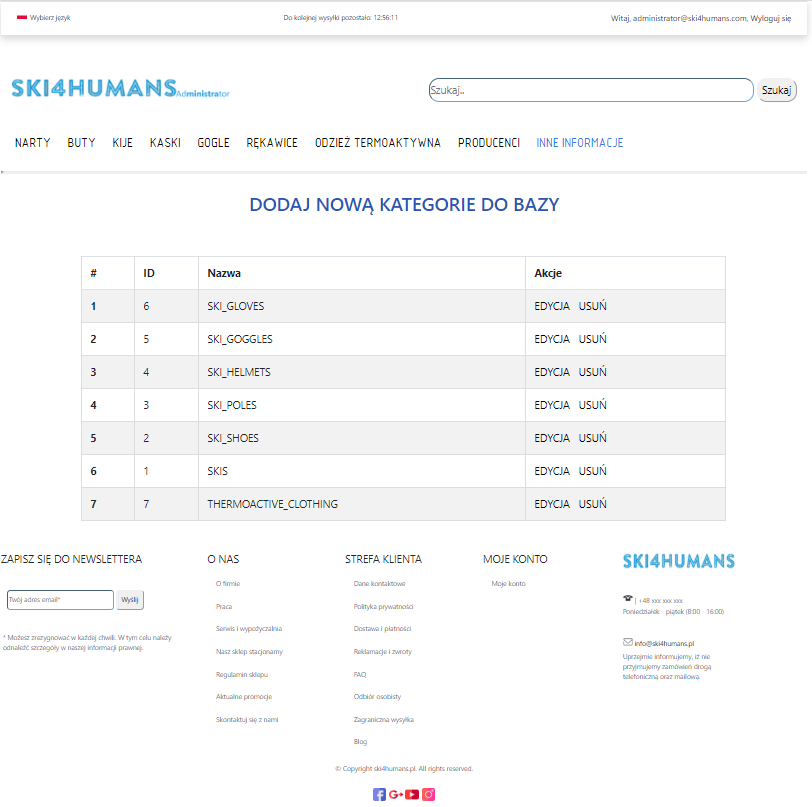 Wybierz język
Do kolejnej wysyłki pozostało: 12:56:11
Witaj, administrator@ski4humans.com, Wyloguj się
SKI4HUMANS Administrator
Szukaj..
Szukaj
NARTY BUTY KIJE KASKI GOGLE RĘKAWICE ODZIEŻ TERMOAKTYWNA PRODUCENCI INNE INFORMACJE
DODAJ NOWĄ KATEGORIE DO BAZY
# ID Nazwa Akcje
1 6 SKI_GLOVES EDYCJA USUŃ
2 5 SKI_GOGGLES EDYCJA USUŃ
3 4 SKI_HELMETS EDYCJA USUŃ
4 3 SKI_POLES EDYCJA USUŃ
5 2 SKI_SHOES EDYCJA USUŃ
6 1 SKIS EDYCJA USUŃ
7 7 THERMOACTIVE_CLOTHING EDYCJA USUŃ
ZAPISZ SIĘ DO NEWSLETTERA
Twój adres email*
Wyślij
* Możesz zrezygnować w każdej chwili. W tym celu należy
odnaleźć szczegóły w naszej informacji prawnej.
O NAS
O firmie
Praca
Serwis i wypożyczalnia
Nasz sklep stacjonarny
Regulamin sklepu
Aktualne promocje
Skontaktuj się z nami
STREFA KLIENTA
Dane kontaktowe
Polityka prywatności
Dostawa i płatności
Reklamacje i zwroty
FAQ
Odbiór osobisty
Zagraniczna wysyłka
Blog
MOJE KONTO
Moje konto
SKI4HUMANS
| +48 xxx xxx xxx
Poniedziałek - piątek (8:00 - 16:00)
info@ski4humans.pl
Uprzejmie informujemy, iż nie
przyjmujemy zamówień drogą
telefoniczną oraz mailową.
© Copyright ski4humans.pl. All rights reserved.